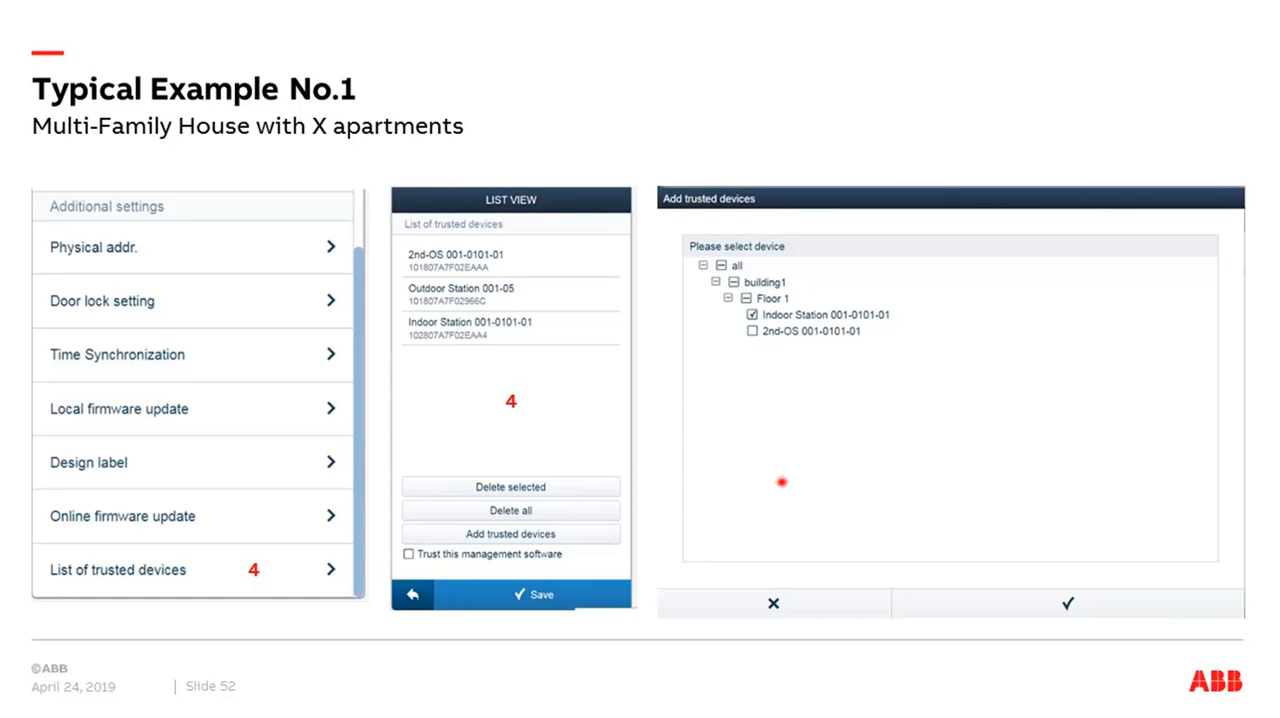 Typical Example No.1
Multi-Family House with X apartments
Additional settings
Physical addr.
Door lock setting
Time Synchronization
Local firmware update
Design label
Online firmware update
List of trusted devices 4
LIST VIEW
List of trusted devices
2nd-OS 001-0101-01
101807A7F02EAAA
Outdoor Station 001-05
101807A7F02966C
Indoor Station 001-0101-01
102807A7F02EAA4
4
Delete selected
Delete all
Add trusted devices
Trust this management software
Save
Add trusted devices
Please select device
all
building1
Floor 1
Indoor Station 001-0101-01
2nd-OS 001-0101-01
©ABB
April 24, 2019 | Slide 52
ABB